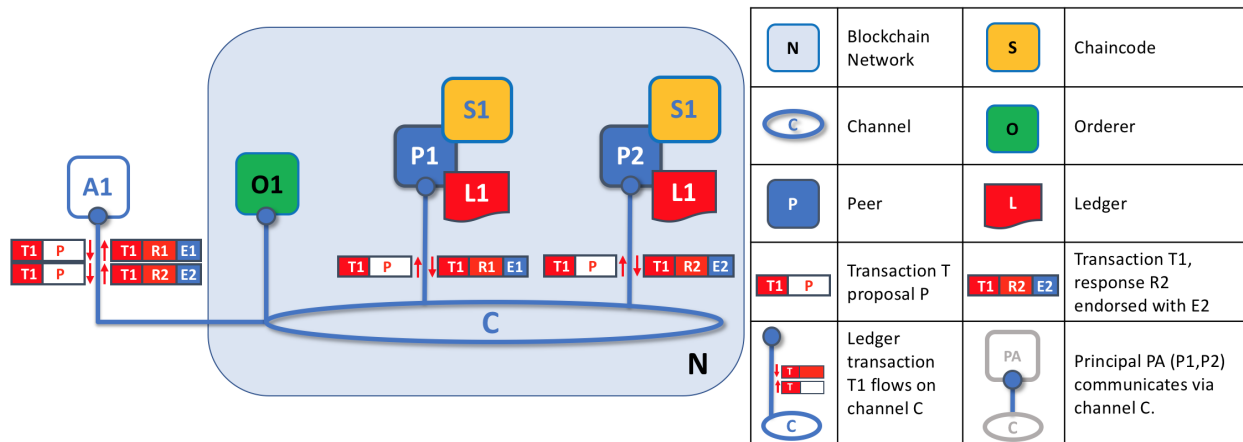 S1
S1
P1
P2
A1
O1
L1
L1
T1 P T1 R1 E1
T1 P T1 R2 E2
T1 P T1 R1 E1
T1 P T1 R2 E2
C
N
N
Blockchain
Network
S
Chaincode
C
Channel
O
Orderer
P
Peer
L
Ledger
T1 P
Transaction T
proposal P
T1 R2 E2
Transaction T1,
response R2
endorsed with E2
T
T
C
Ledger
transaction
T1 flows on
channel C
PA
C
Principal PA (P1,P2)
communicates via
channel C.